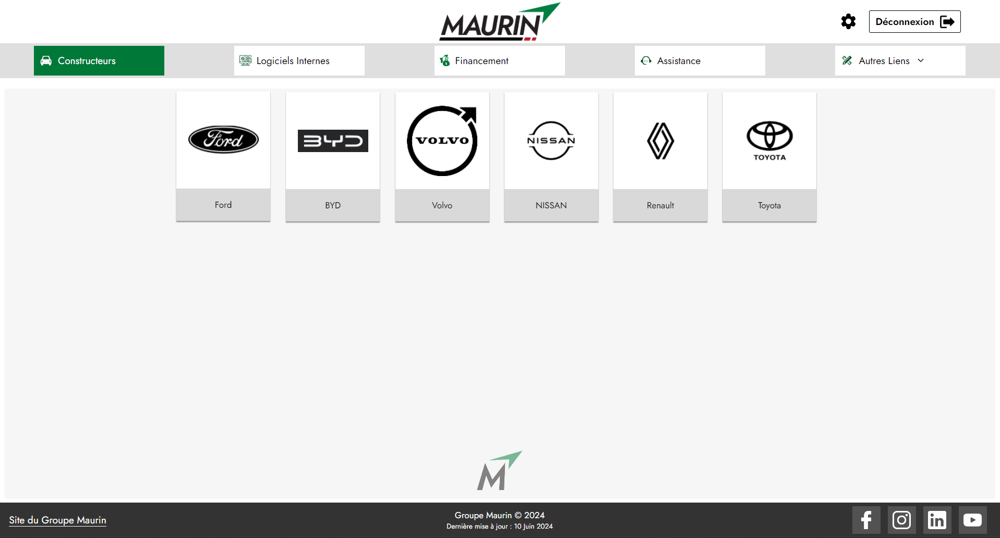 MAURIN
Déconnexion
Constructeurs
Logiciels Internes
Financement
Assistance
Autres Liens
Ford
BYD
VOLVO
NISSAN
TOYOTA
Ford
BYD
Volvo
NISSAN
Renault
Toyota
M
Site du Groupe Maurin
Groupe Maurin © 2024
Dernière mise à jour : 10 Juin 2024